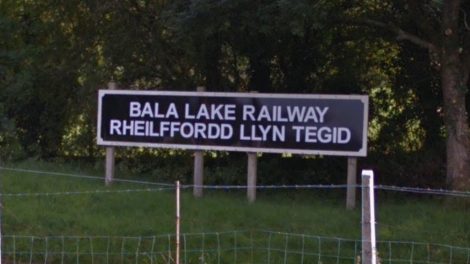 BALA LAKE RAILWAY
RHEILFFORDD LLYN TEGID